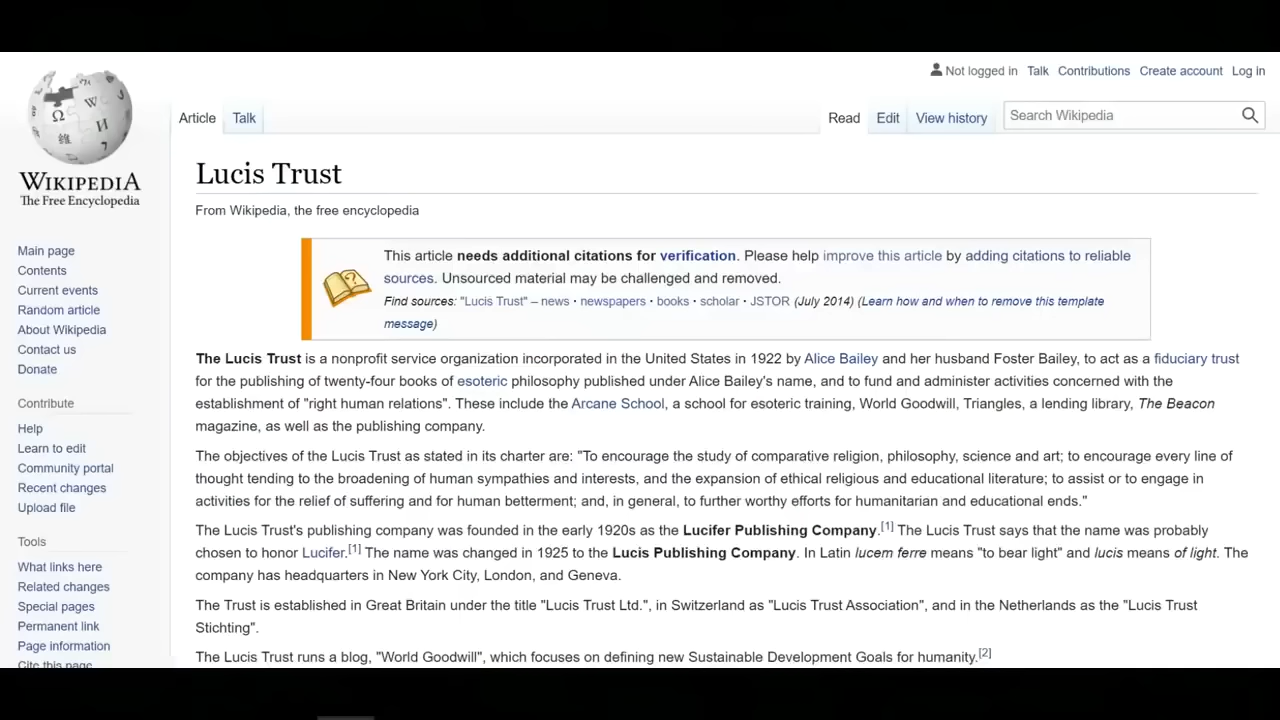 Not logged in Talk Contributions Create account Log in
Article Talk Read Edit View history Search Wikipedia
WIKIPEDIA
The Free Encyclopedia
Main page
Contents
Current events
Random article
About Wikipedia
Contact us
Donate
Contribute
Help
Learn to edit
Community portal
Recent changes
Upload file
Tools
What links here
Related changes
Special pages
Permanent link
Page information
Cite this page
Lucis Trust
From Wikipedia, the free encyclopedia
This article needs additional citations for verification. Please help improve this article by adding citations to reliable
sources. Unsourced material may be challenged and removed.
Find sources: "Lucis Trust" – news · newspapers · books · scholar · JSTOR (July 2014) (Learn how and when to remove this template
message)
The Lucis Trust is a nonprofit service organization incorporated in the United States in 1922 by Alice Bailey and her husband Foster Bailey, to act as a fiduciary trust
for the publishing of twenty-four books of esoteric philosophy published under Alice Bailey's name, and to fund and administer activities concerned with the
establishment of "right human relations". These include the Arcane School, a school for esoteric training, World Goodwill, Triangles, a lending library, The Beacon
magazine, as well as the publishing company.
The objectives of the Lucis Trust as stated in its charter are: "To encourage the study of comparative religion, philosophy, science and art; to encourage every line of
thought tending to the broadening of human sympathies and interests, and the expansion of ethical religious and educational literature; to assist or to engage in
activities for the relief of suffering and for human betterment; and, in general, to further worthy efforts for humanitarian and educational ends."
The Lucis Trust's publishing company was founded in the early 1920s as the Lucifer Publishing Company.[1] The Lucis Trust says that the name was probably
chosen to honor Lucifer.[1] The name was changed in 1925 to the Lucis Publishing Company. In Latin lucem ferre means "to bear light" and lucis means of light. The
company has headquarters in New York City, London, and Geneva.
The Trust is established in Great Britain under the title "Lucis Trust Ltd.", in Switzerland as "Lucis Trust Association", and in the Netherlands as the "Lucis Trust
Stichting".
The Lucis Trust runs a blog, "World Goodwill", which focuses on defining new Sustainable Development Goals for humanity.[2]